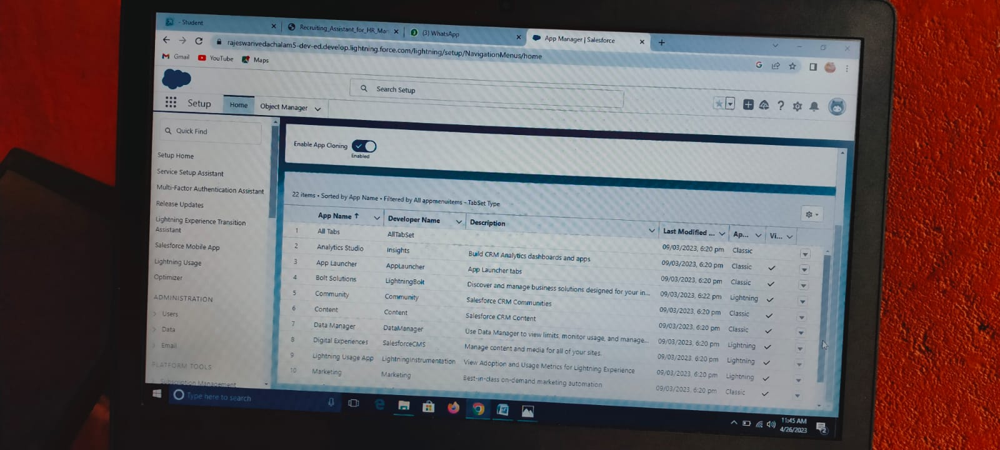 - Student
Recruiting_Assistant_for_HR_Man
(3) WhatsApp
App Manager | Salesforce
rajeswarivedachalam5-dev-ed.develop.lightning.force.com/lightning/setup/NavigationMenus/home
Gmail YouTube Maps
Search Setup
Setup Home Object Manager
Quick Find
Setup Home
Service Setup Assistant
Multi-Factor Authentication Assistant
Release Updates
Lightning Experience Transition
Assistant
Salesforce Mobile App
Lightning Usage
Optimizer
ADMINISTRATION
Users
Data
Email
PLATFORM TOOLS
Subscription Management
Enable App Cloning
Enabled
22 items • Sorted by App Name • Filtered by All appmenuitems - TabSet Type
App Name ↑ Developer Name Description Last Modified ... Ap... Vi...
1 All Tabs AllTabSet 09/03/2023, 6:20 pm Classic
2 Analytics Studio Insights Build CRM Analytics dashboards and apps 09/03/2023, 6:20 pm Classic
3 App Launcher AppLauncher App Launcher tabs 09/03/2023, 6:20 pm Classic
4 Bolt Solutions LightningBolt Discover and manage business solutions designed for your in... 09/03/2023, 6:22 pm Lightning
5 Community Community Salesforce CRM Communities 09/03/2023, 6:20 pm Classic
6 Content Content Salesforce CRM Content 09/03/2023, 6:20 pm Classic
7 Data Manager DataManager Use Data Manager to view limits, monitor usage, and manage... 09/03/2023, 6:20 pm Lightning
8 Digital Experiences SalesforceCMS Manage content and media for all of your sites. 09/03/2023, 6:20 pm Lightning
9 Lightning Usage App LightningInstrumentation View Adoption and Usage Metrics for Lightning Experience 09/03/2023, 6:20 pm Lightning
10 Marketing Marketing Best-in-class on-demand marketing automation 09/03/2023, 6:20 pm Classic
Type here to search
11:45 AM
4/26/2023
2